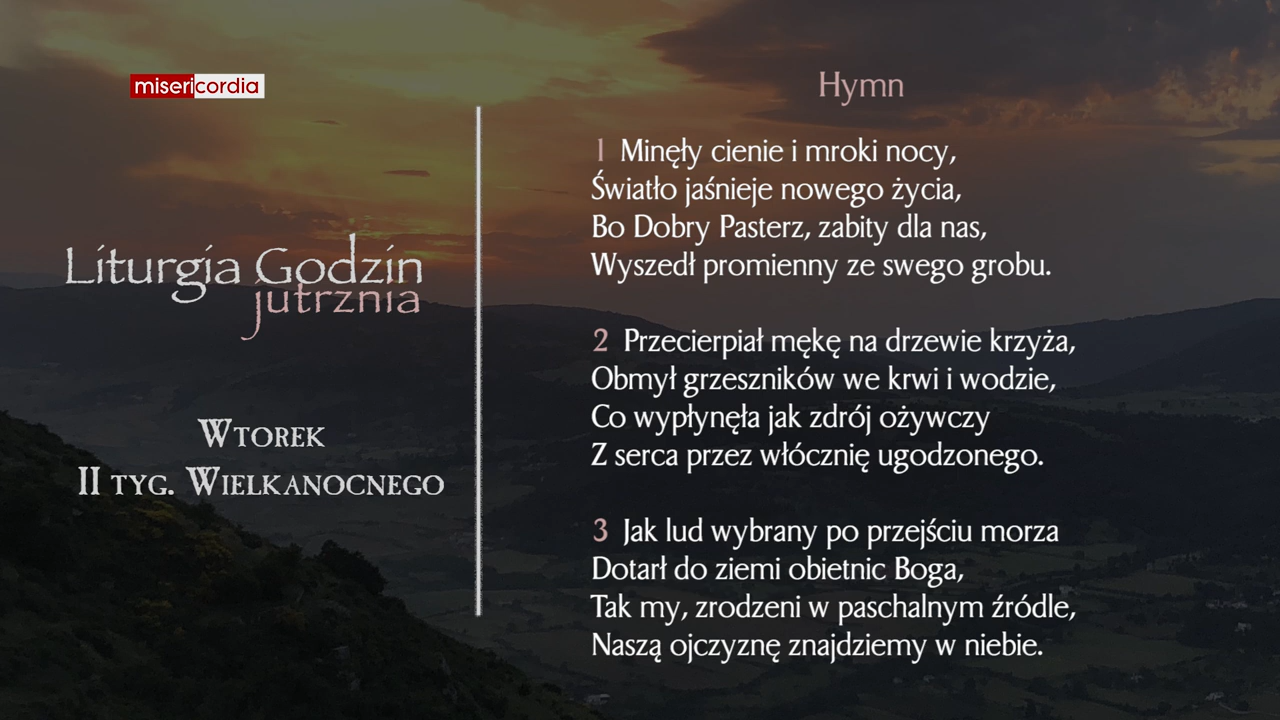 misericordia
Liturgia Godzin
jutrznia
Wtorek
II tyg. Wielkanocnego
Hymn
1 Minęły cienie i mroki nocy,
Światło jaśnieje nowego życia,
Bo Dobry Pasterz, zabity dla nas,
Wyszedł promienny ze swego grobu.
2 Przecierpiał mękę na drzewie krzyża,
Obmył grzeszników we krwi i wodzie,
Co wypłynęła jak zdrój ożywczy
Z serca przez włócznię ugodzonego.
3 Jak lud wybrany po przejściu morza
Dotarł do ziemi obietnic Boga,
Tak my, zrodzeni w paschalnym źródle,
Naszą ojczyznę znajdziemy w niebie.